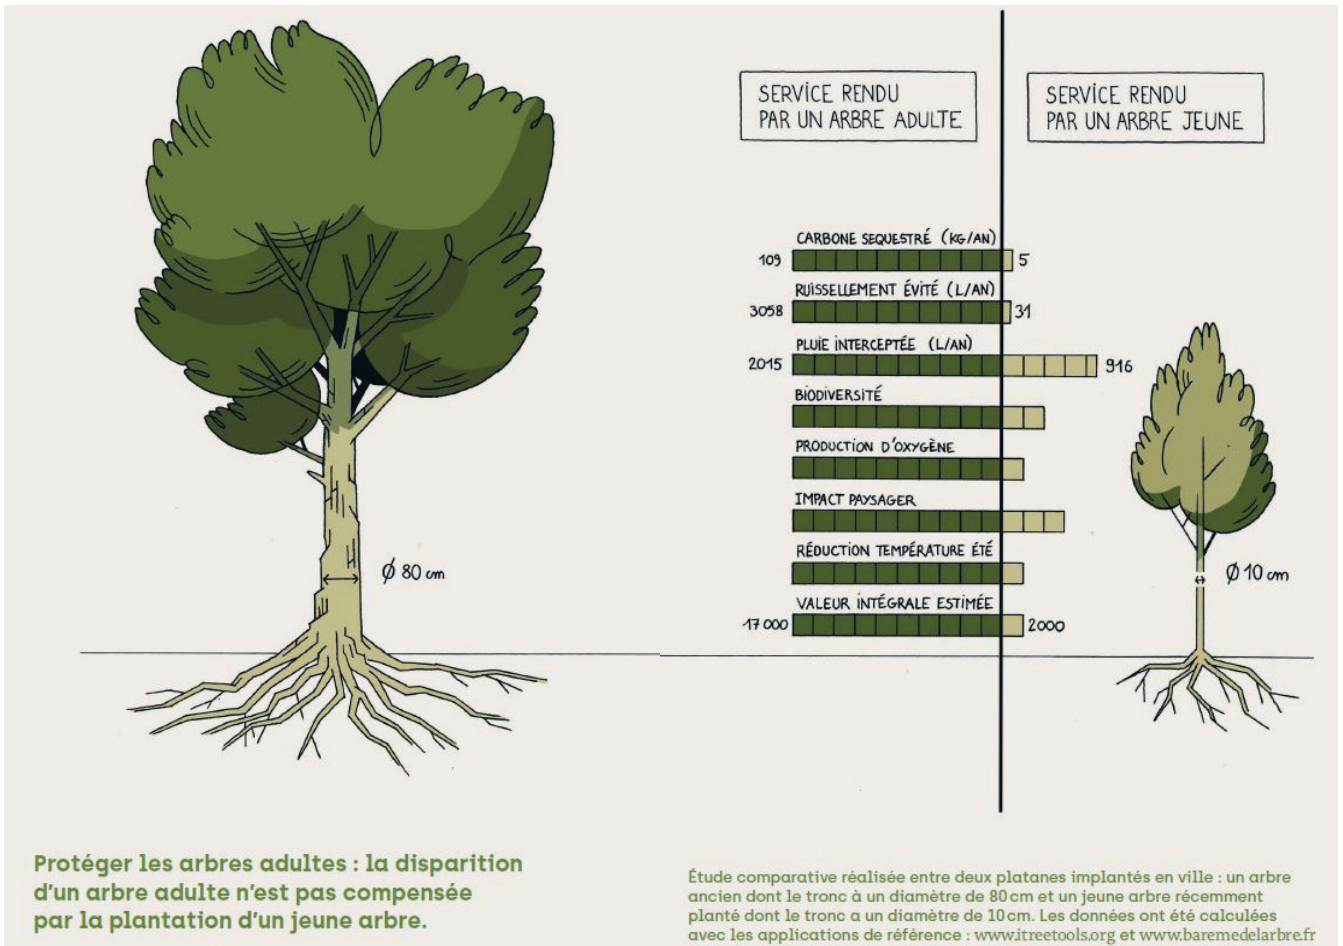 SERVICE RENDU
PAR UN ARBRE ADULTE
SERVICE RENDU
PAR UN ARBRE JEUNE
CARBONE SEQUESTRÉ (KG/AN)
109
5
RUISSELLEMENT ÉVITÉ (L/AN)
3058
31
PLUIE INTERCEPTÉE (L/AN)
2015
916
BIODIVERSITÉ
PRODUCTION D'OXYGÈNE
IMPACT PAYSAGER
RÉDUCTION TEMPÉRATURE ÉTÉ
VALEUR INTÉGRALE ESTIMÉE
17 000
2000
Ø 80 cm
Ø 10 cm
Protéger les arbres adultes : la disparition
d'un arbre adulte n'est pas compensée
par la plantation d'un jeune arbre.
Étude comparative réalisée entre deux platanes implantés en ville : un arbre
ancien dont le tronc à un diamètre de 80 cm et un jeune arbre récemment
planté dont le tronc a un diamètre de 10 cm. Les données ont été calculées
avec les applications de référence : www.itreetools.org et www.baremedelarbre.fr